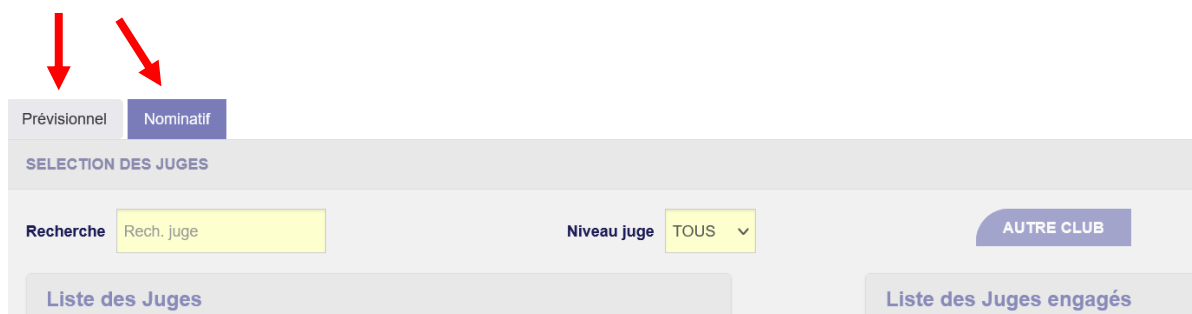 Prévisionnel Nominatif
SELECTION DES JUGES
Recherche Rech. juge Niveau juge TOUS AUTRE CLUB
Liste des Juges Liste des Juges engagés